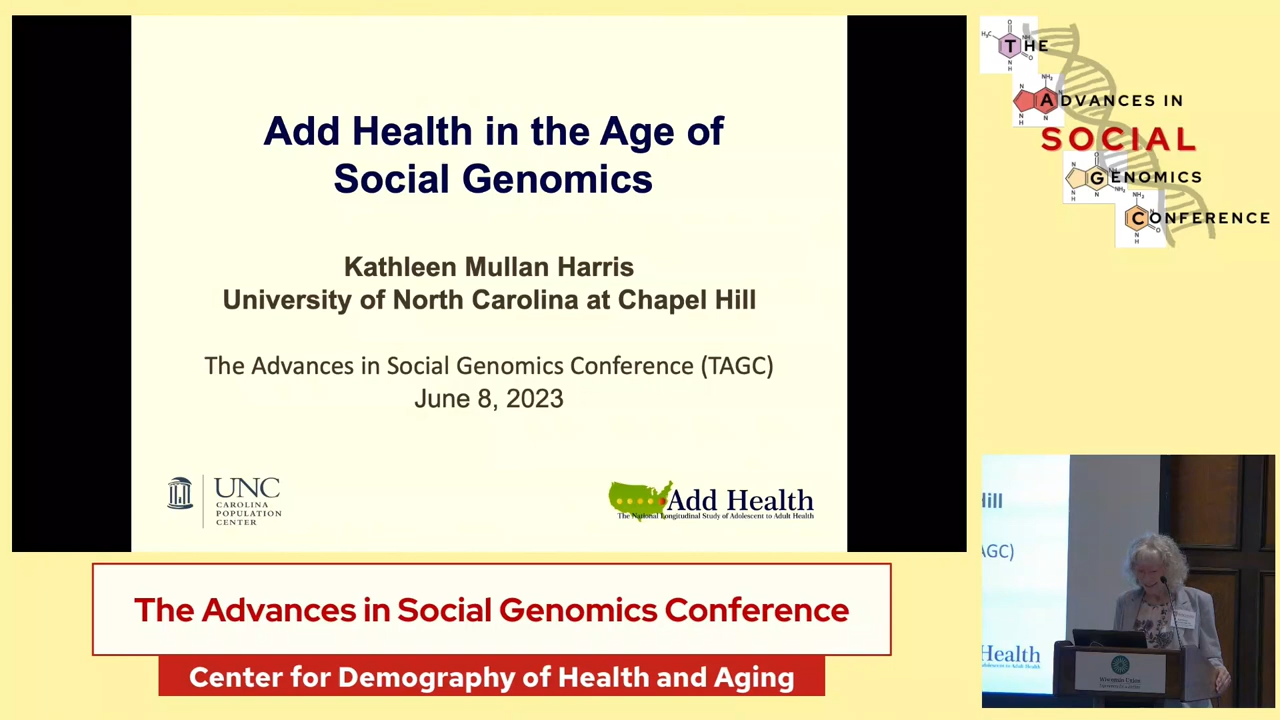 Add Health in the Age of
Social Genomics
Kathleen Mullan Harris
University of North Carolina at Chapel Hill
The Advances in Social Genomics Conference (TAGC)
June 8, 2023
UNC
CAROLINA
POPULATION
CENTER
Add Health
The National Longitudinal Study of Adolescent to Adult Health
THE
ADVANCES IN
SOCIAL
GENOMICS
CONFERENCE
Hill
AGC)
Health
Wisconsin Union
The Advances in Social Genomics Conference
Center for Demography of Health and Aging